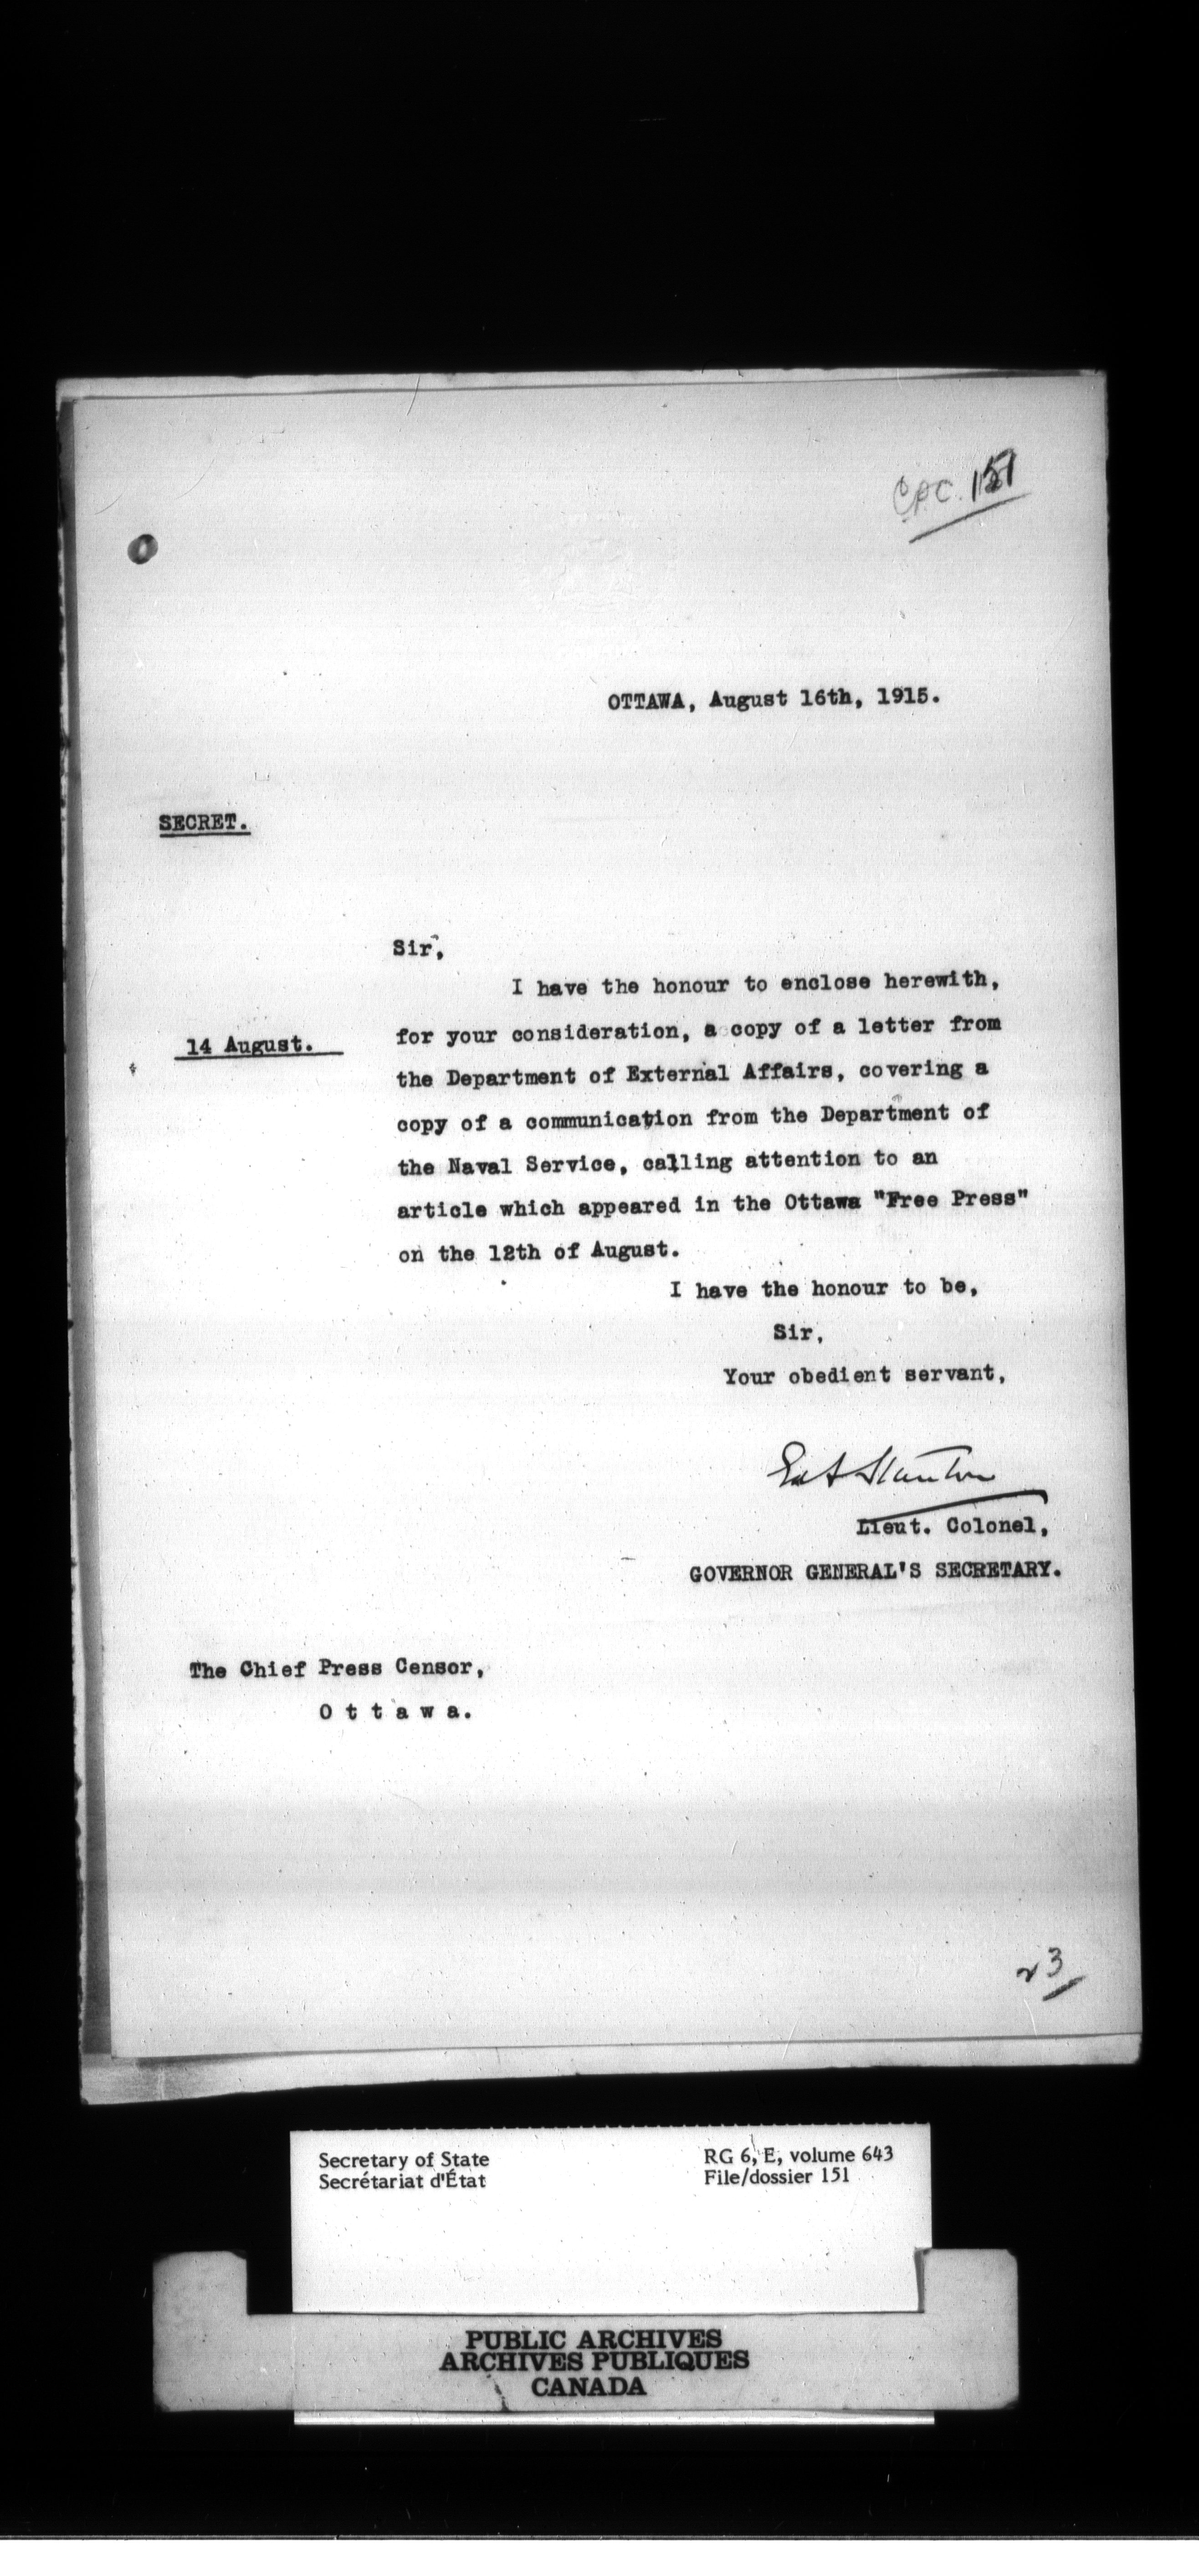 CPC. 151
OTTAWA, August 16th, 1915.
SECRET.
Sir,
I have the honour to enclose herewith,
14 August.
for your consideration, a copy of a letter from
the Department of External Affairs, covering a
copy of a communication from the Department of
the Naval Service, calling attention to an
article which appeared in the Ottawa "Free Press"
on the 12th of August.
I have the honour to be,
Sir,
Your obedient servant,
Stanton
Lieut. Colonel,
GOVERNOR GENERAL'S SECRETARY.
The Chief Press Censor,
O t t a w a.
23
Secretary of State
Secrétariat d'État
RG 6, E, volume 643
File/dossier 151
PUBLIC ARCHIVES
ARCHIVES PUBLIQUES
CANADA